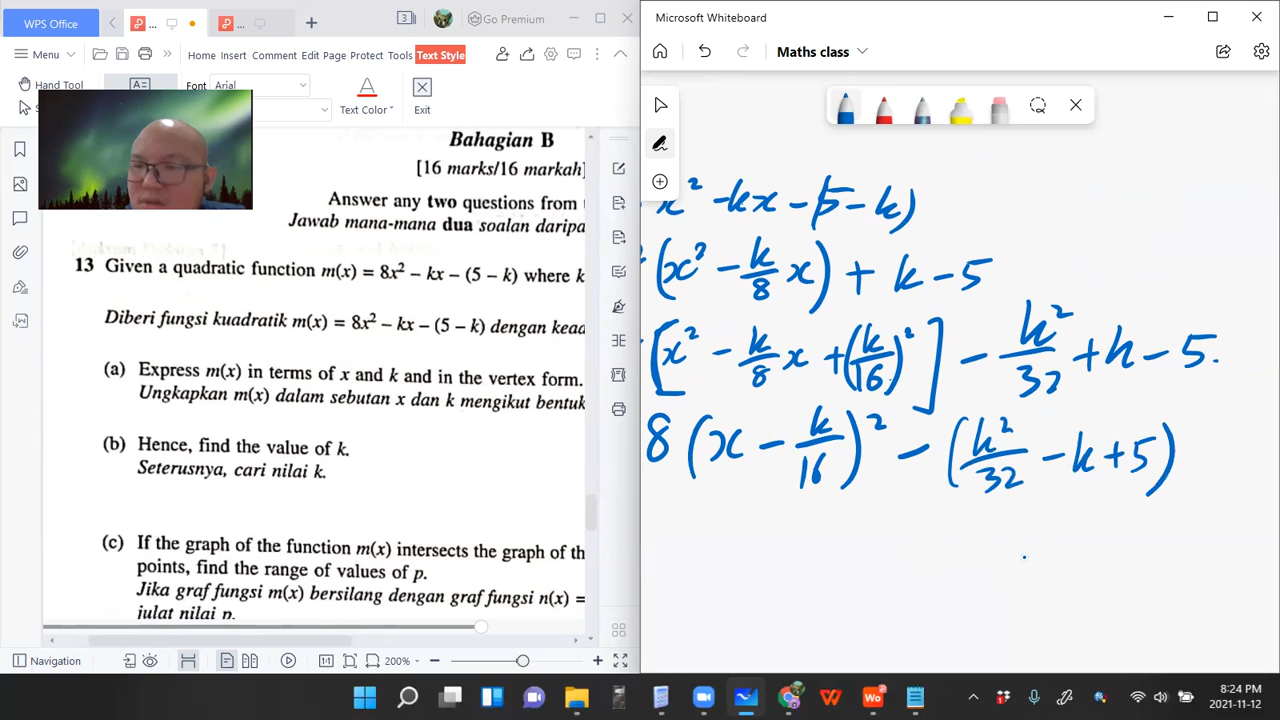 WPS Office
Go Premium
Menu
Home Insert Comment Edit Page Protect Tools Text Style
Hand Tool
Font Arial
Text Color
Exit
Bahagian B
[16 marks/16 markah]
Answer any two questions from
Jawab mana-mana dua soalan daripa
13 Given a quadratic function m(x) = 8x² – kx – (5 – k) where k
Diberi fungsi kuadratik m(x) = 8x² – kx – (5 – k) dengan kead
(a) Express m(x) in terms of x and k and in the vertex form.
Ungkapkan m(x) dalam sebutan x dan k mengikut bentuk
(b) Hence, find the value of k.
Seterusnya, cari nilai k.
(c) If the graph of the function m(x) intersects the graph of th
points, find the range of values of p.
Jika graf fungsi m(x) bersilang dengan graf fungsi n(x) =
julat nilai p.
Navigation
200%
Microsoft Whiteboard
Maths class
x² - kx - (5 - k)
(x² - k/8 x) + k - 5
[x² - k/8 x + (k/16)²] - k²/32 + k - 5.
8 (x - k/16)² - (k²/32 - k + 5)
8:24 PM
2021-11-12